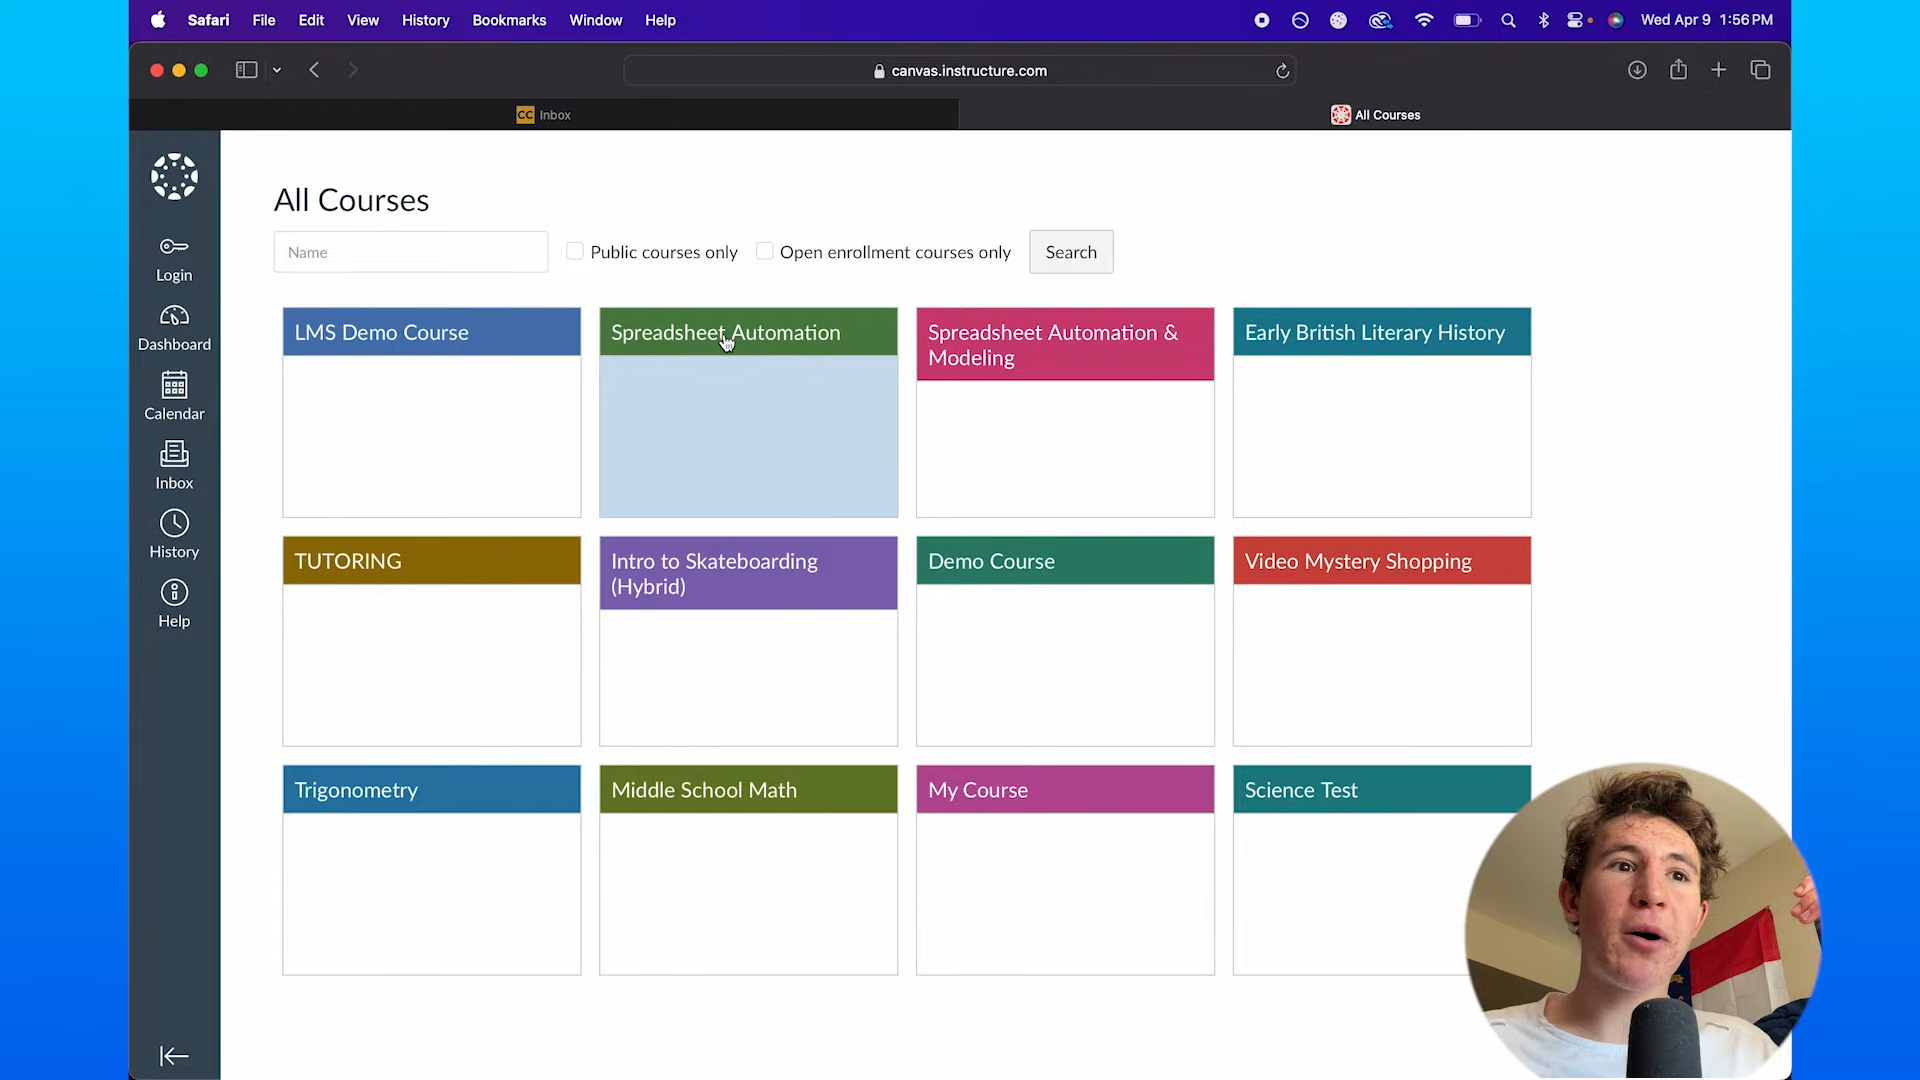 Safari File Edit View History Bookmarks Window Help Wed Apr 9 1:56 PM
canvas.instructure.com
CC Inbox All Courses
Login
Dashboard
Calendar
Inbox
History
Help
All Courses
Name Public courses only Open enrollment courses only Search
LMS Demo Course
Spreadsheet Automation
Spreadsheet Automation &
Modeling
Early British Literary History
TUTORING
Intro to Skateboarding
(Hybrid)
Demo Course
Video Mystery Shopping
Trigonometry
Middle School Math
My Course
Science Test